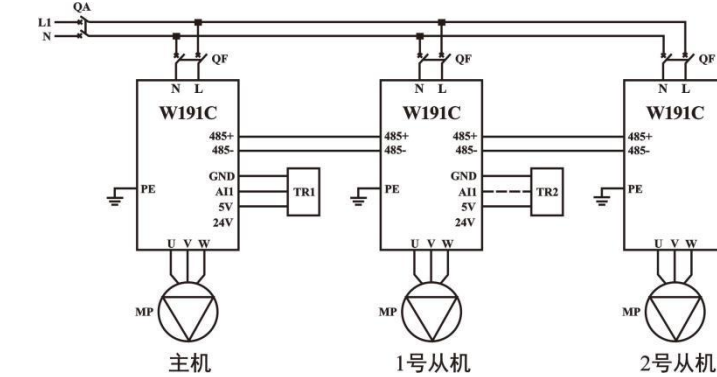 QA
L1
N
QF QF QF
N L N L N L
W191C W191C W191C
485+ 485+ 485+ 485+
485- 485- 485- 485-
GND GND
PE AI1 TR1 PE AI1 TR2 PE
5V 5V
24V 24V
U V W U V W U V W
MP MP MP
主机 1号从机 2号从机